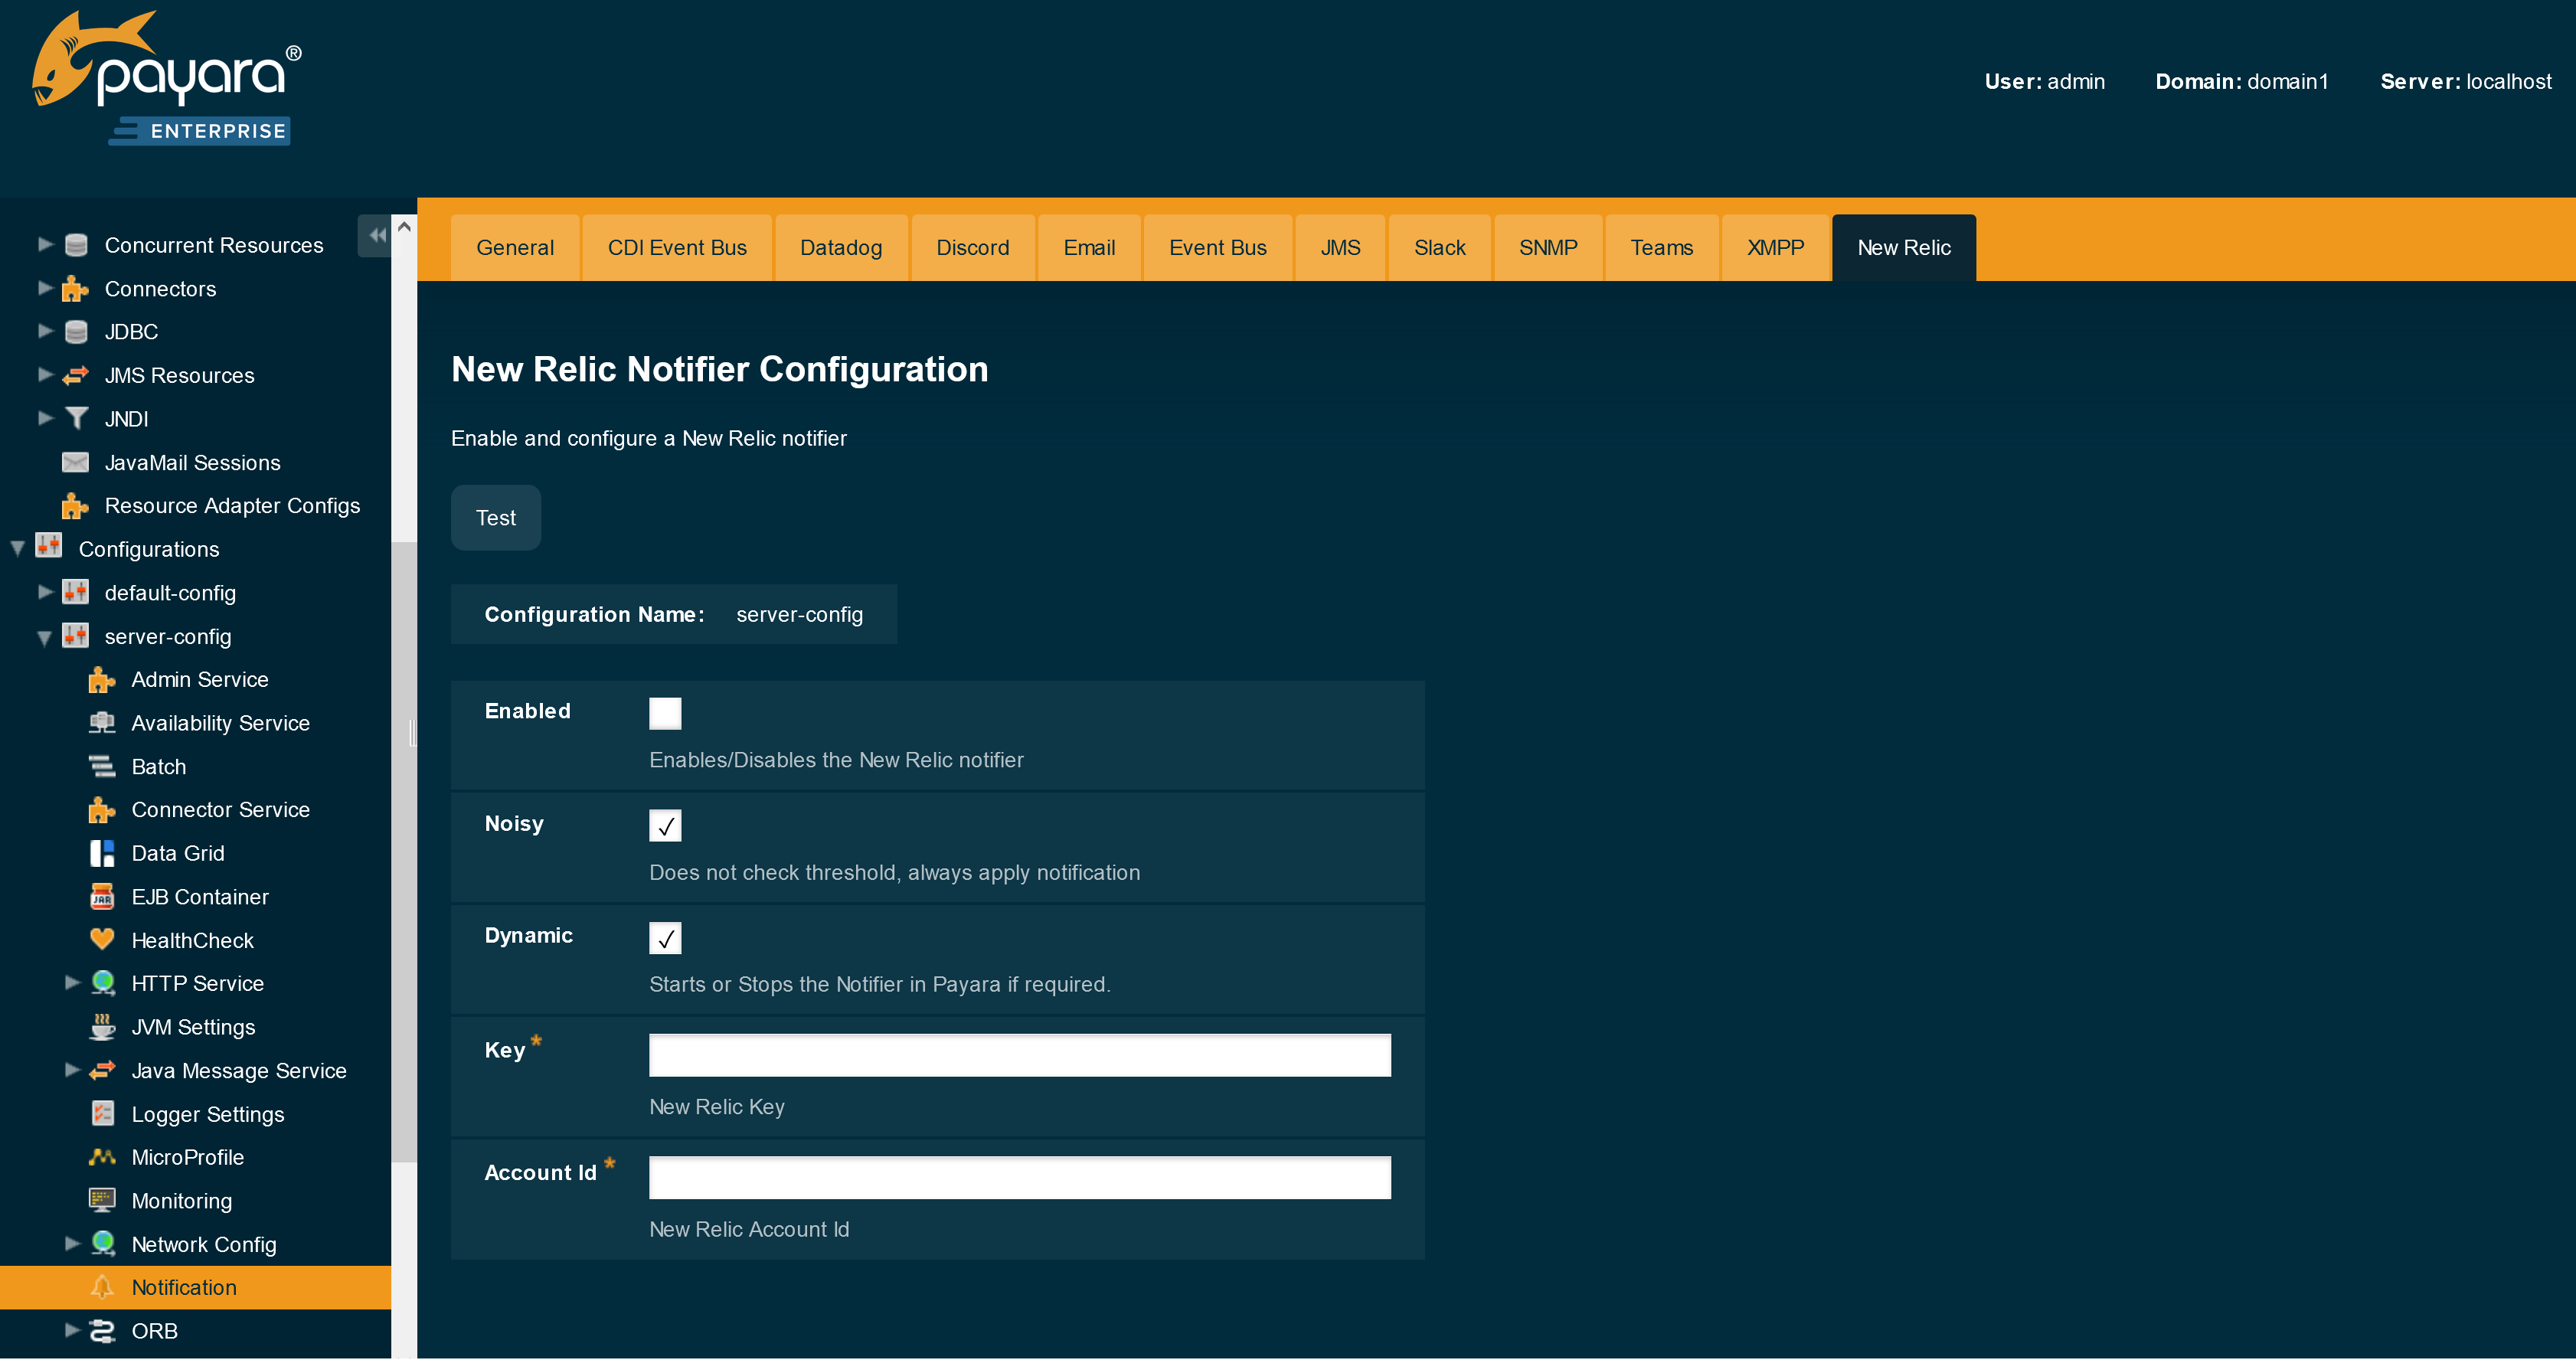 payara®
ENTERPRISE
User: admin Domain: domain1 Server: localhost
General CDI Event Bus Datadog Discord Email Event Bus JMS Slack SNMP Teams XMPP New Relic
Concurrent Resources
Connectors
JDBC
JMS Resources
JNDI
JavaMail Sessions
Resource Adapter Configs
Configurations
default-config
server-config
Admin Service
Availability Service
Batch
Connector Service
Data Grid
JAR
EJB Container
HealthCheck
HTTP Service
JVM Settings
Java Message Service
Logger Settings
MicroProfile
Monitoring
Network Config
Notification
ORB
New Relic Notifier Configuration
Enable and configure a New Relic notifier
Test
Configuration Name: server-config
Enabled
Enables/Disables the New Relic notifier
Noisy
Does not check threshold, always apply notification
Dynamic
Starts or Stops the Notifier in Payara if required.
Key *
New Relic Key
Account Id *
New Relic Account Id